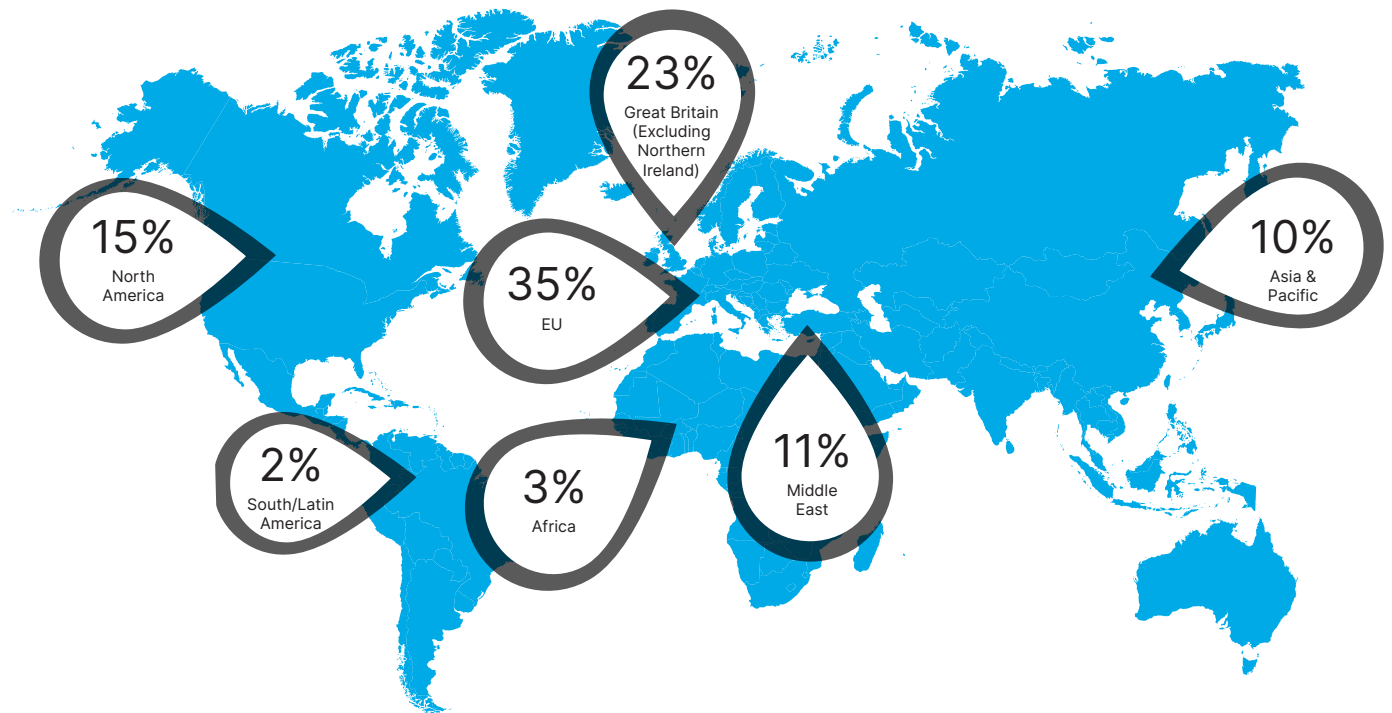 23%
Great Britain
(Excluding
Northern
Ireland)
15%
North
America
35%
EU
10%
Asia &
Pacific
2%
South/Latin
America
3%
Africa
11%
Middle
East